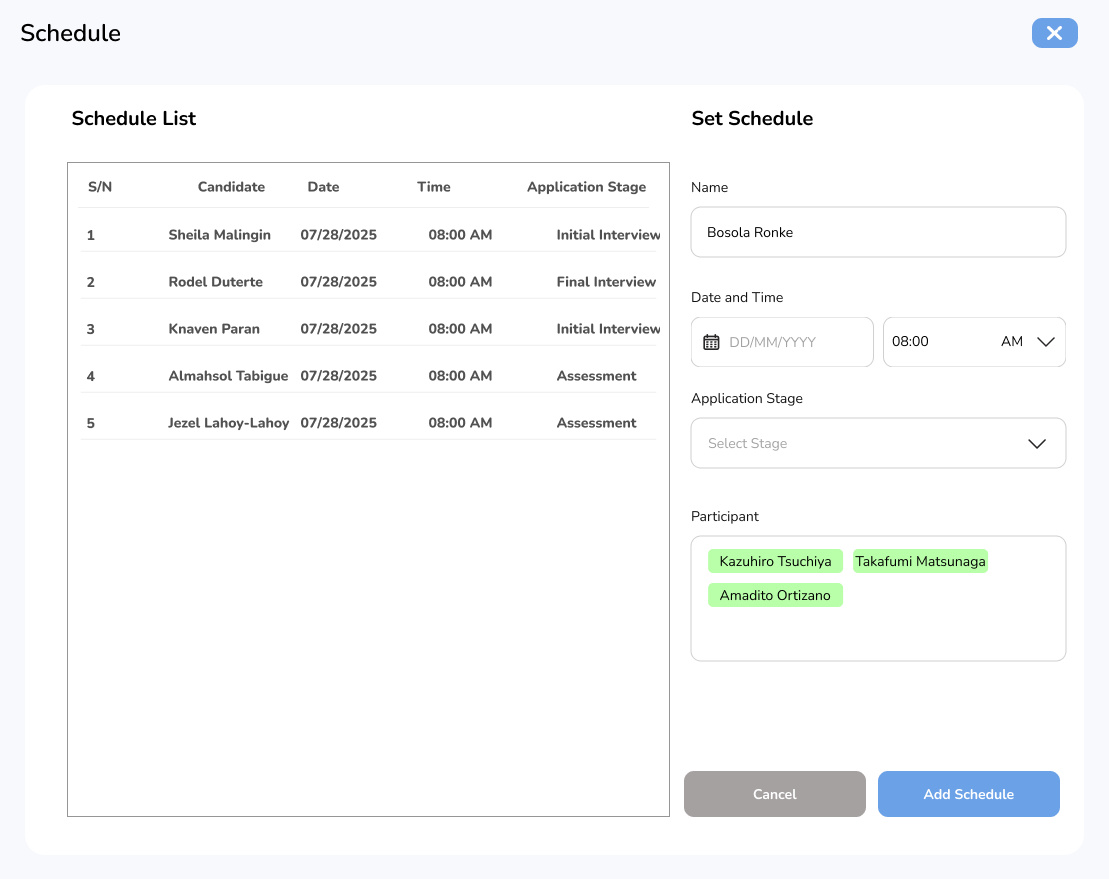 Schedule
Schedule List
S/N Candidate Date Time Application Stage
1 Sheila Malingin 07/28/2025 08:00 AM Initial Interview
2 Rodel Duterte 07/28/2025 08:00 AM Final Interview
3 Knaven Paran 07/28/2025 08:00 AM Initial Interview
4 Almahsol Tabigue 07/28/2025 08:00 AM Assessment
5 Jezel Lahoy-Lahoy 07/28/2025 08:00 AM Assessment
Set Schedule
Name
Bosola Ronke
Date and Time
DD/MM/YYYY 08:00 AM
Application Stage
Select Stage
Participant
Kazuhiro Tsuchiya Takafumi Matsunaga
Amadito Ortizano
Cancel Add Schedule